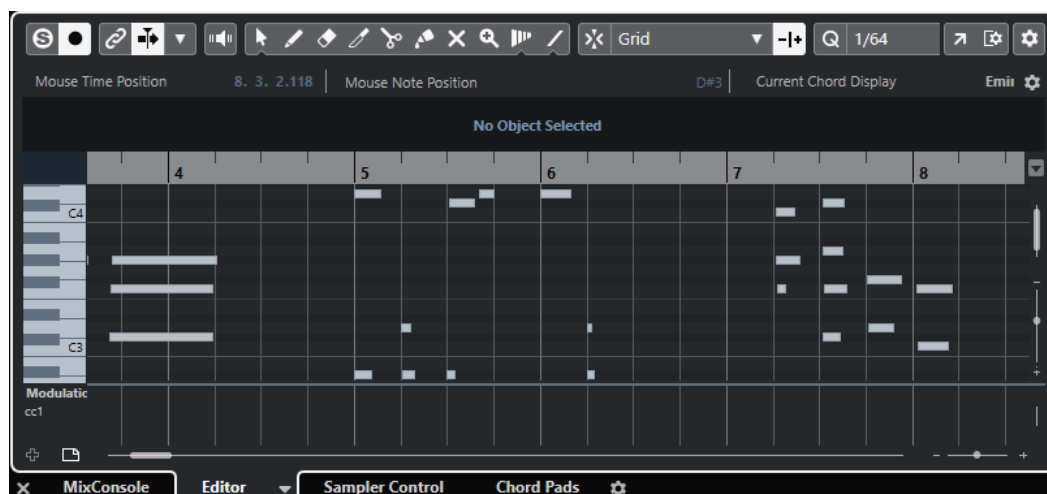 Grid
Q 1/64
Mouse Time Position 8. 3. 2.118 Mouse Note Position D#3 Current Chord Display Emin
No Object Selected
4 5 6 7 8
C4
C3
Modulatic
cc1
MixConsole Editor Sampler Control Chord Pads